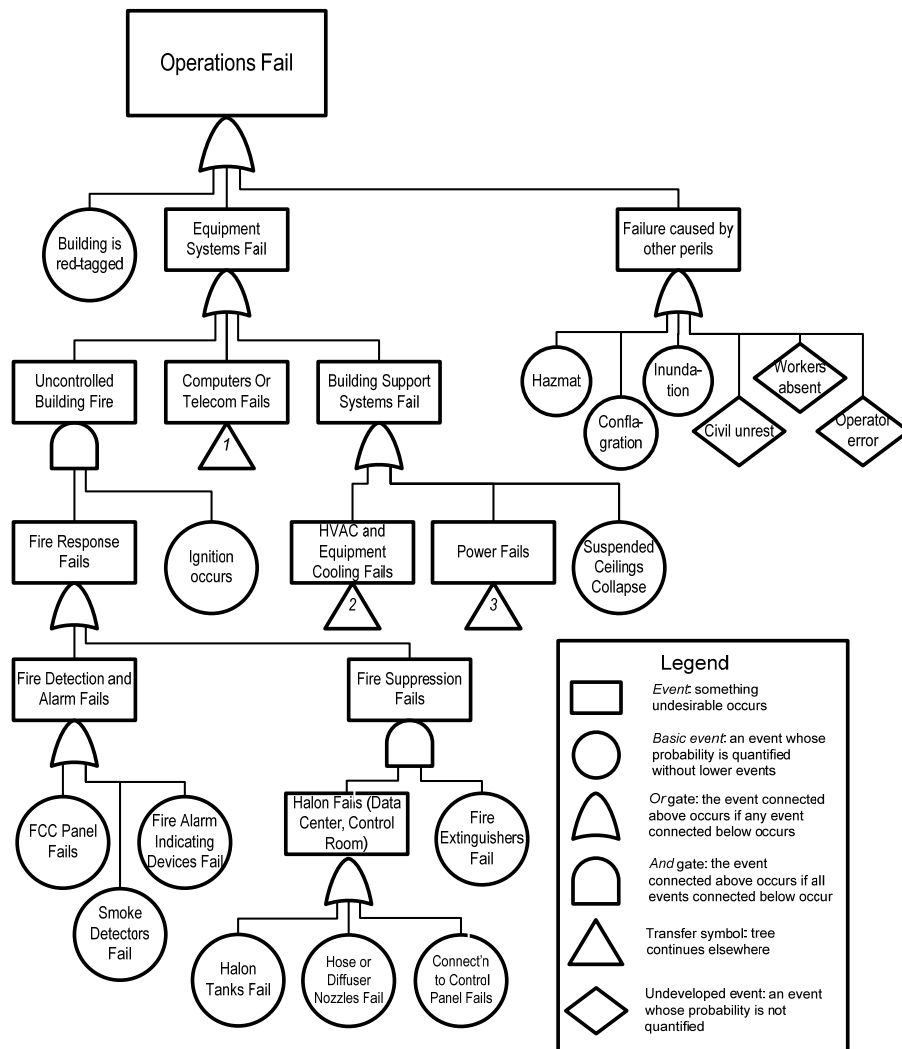 Operations Fail
Building is
red-tagged
Equipment
Systems Fail
Failure caused by
other perils
Uncontrolled
Building Fire
Computers Or
Telecom Fails
1
Building Support
Systems Fail
Hazmat
Confla-
gration
Inunda-
tion
Civil unrest
Workers
absent
Operator
error
Fire Response
Fails
Ignition
occurs
HVAC and
Equipment
Cooling Fails
2
Power Fails
3
Suspended
Ceilings
Collapse
Fire Detection and
Alarm Fails
Fire Suppression
Fails
FCC Panel
Fails
Smoke
Detectors
Fail
Fire Alarm
Indicating
Devices Fail
Halon Fails (Data
Center, Control
Room)
Fire
Extinguishers
Fail
Halon
Tanks Fail
Hose or
Diffuser
Nozzles Fail
Connect'n
to Control
Panel Fails
Legend
Event: something
undesirable occurs
Basic event: an event whose
probability is quantified
without lower events
Or gate: the event connected
above occurs if any event
connected below occurs
And gate: the event
connected above occurs if all
events connected below occur
Transfer symbol: tree
continues elsewhere
Undeveloped event: an event
whose probability is not
quantified